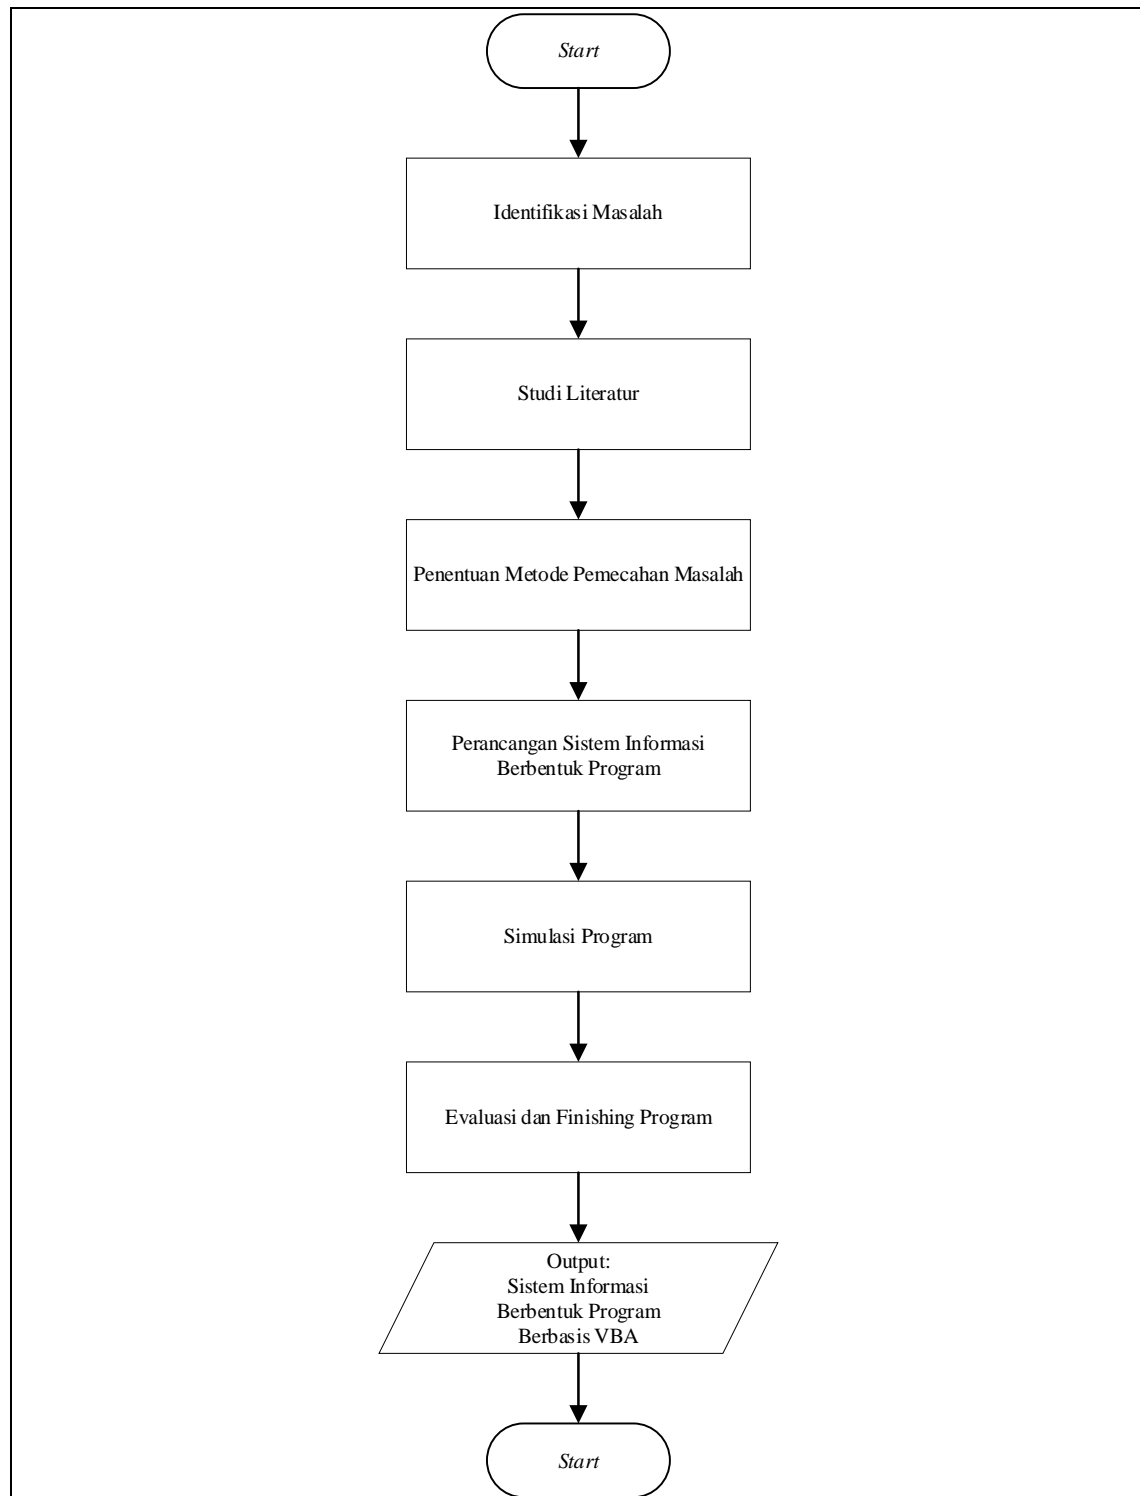 Start
Identifikasi Masalah
Studi Literatur
Penentuan Metode Pemecahan Masalah
Perancangan Sistem Informasi
Berbentuk Program
Simulasi Program
Evaluasi dan Finishing Program
Output:
Sistem Informasi
Berbentuk Program
Berbasis VBA
Start